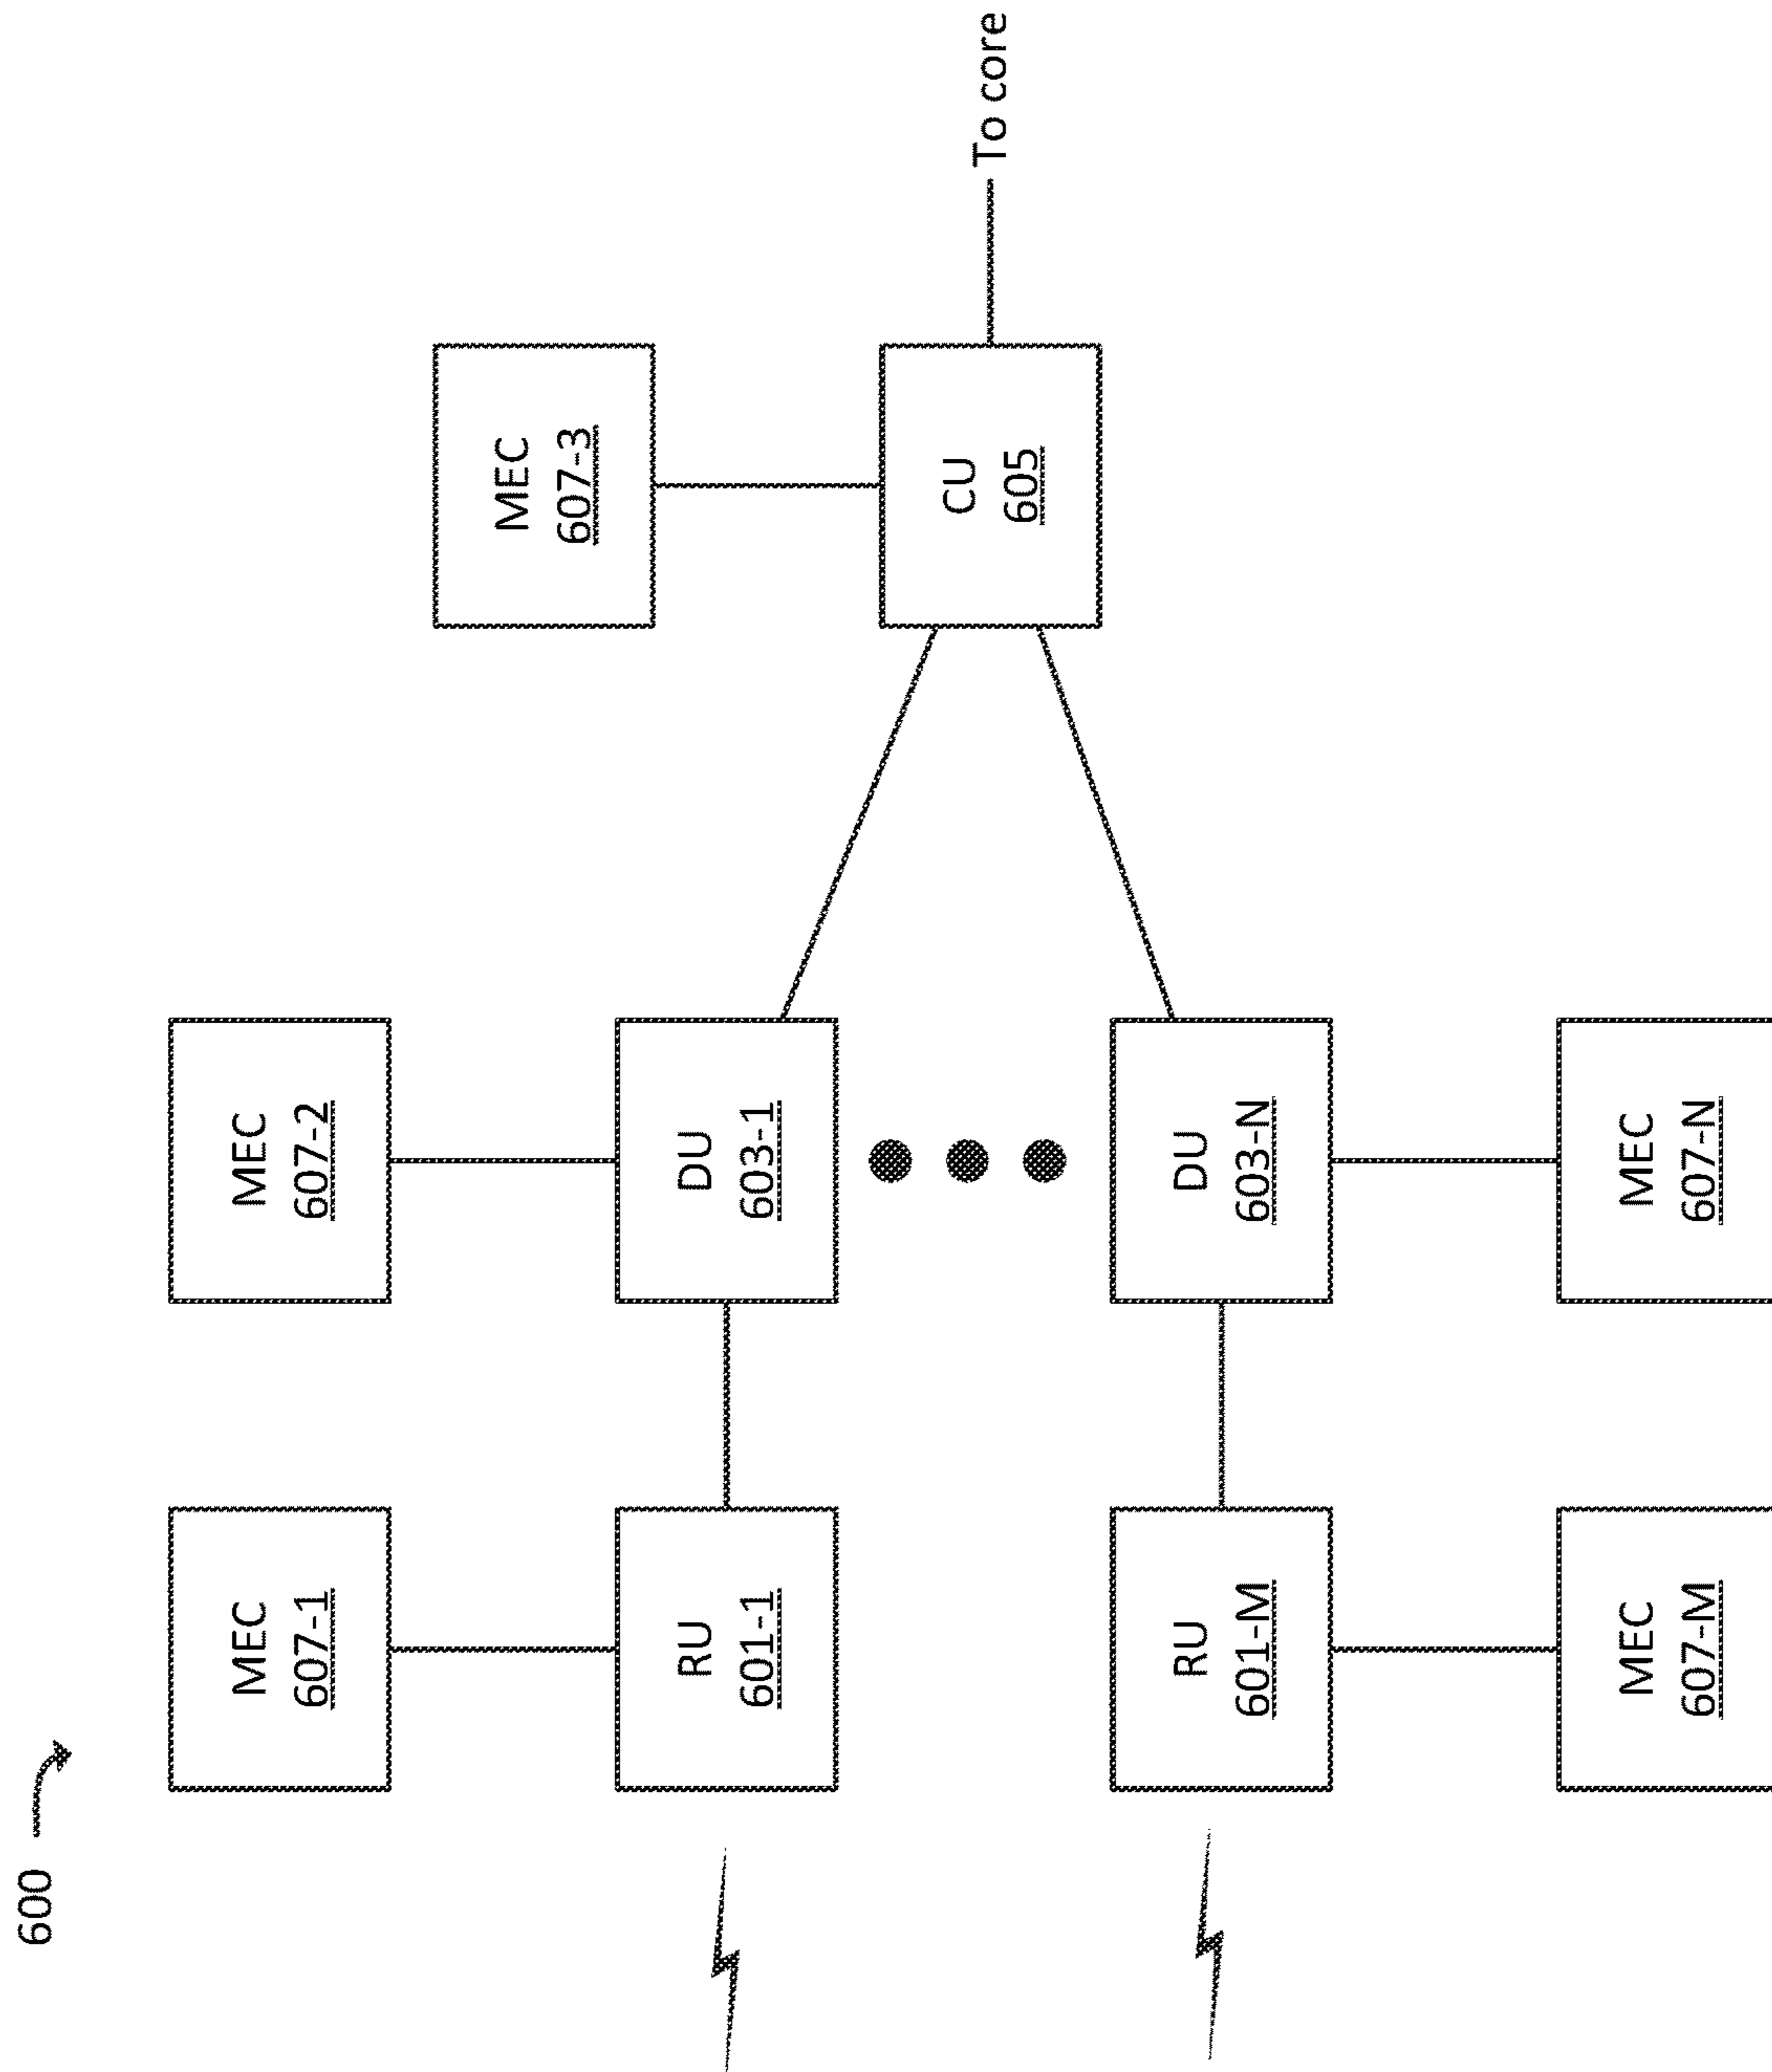 600
MEC
607-1
MEC
607-2
MEC
607-3
RU
601-1
DU
603-1
CU
605
To core
RU
601-M
DU
603-N
MEC
607-M
MEC
607-N